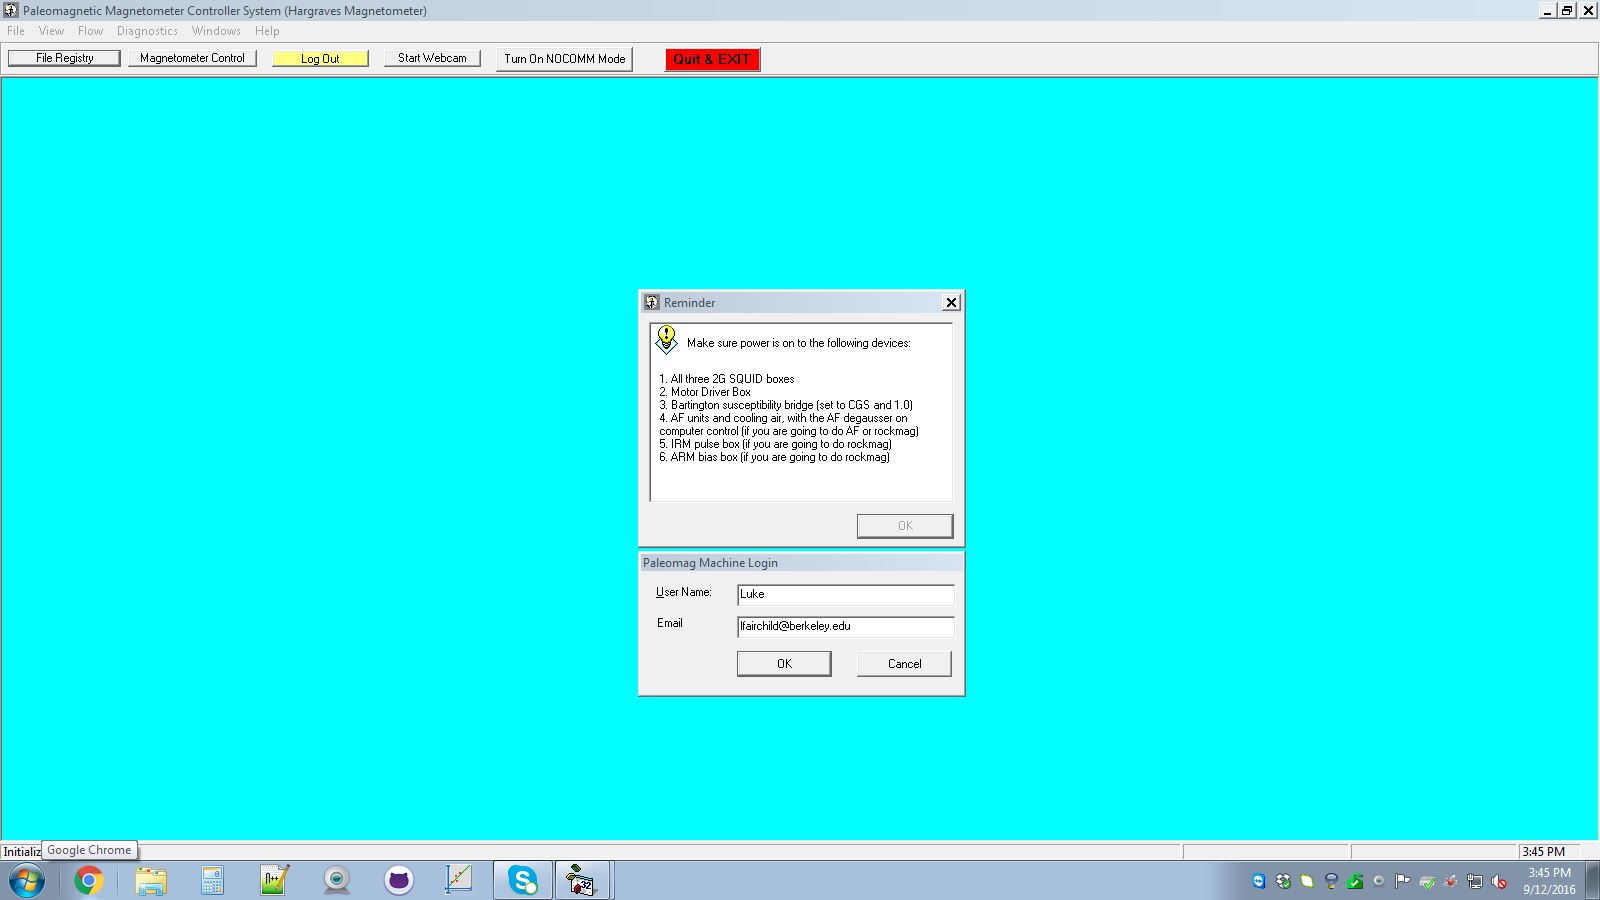 Paleomagnetic Magnetometer Controller System (Hargraves Magnetometer)
File View Flow Diagnostics Windows Help
File Registry Magnetometer Control Log Out Start Webcam Turn On NOCOMM Mode Quit & EXIT
Reminder
Make sure power is on to the following devices:
1. All three 2G SQUID boxes
2. Motor Driver Box
3. Bartington susceptibility bridge (set to CGS and 1.0)
4. AF units and cooling air, with the AF degausser on
computer control (if you are going to do AF or rockmag)
5. IRM pulse box (if you are going to do rockmag)
6. ARM bias box (if you are going to do rockmag)
OK
Paleomag Machine Login
User Name: Luke
Email lfairchild@berkeley.edu
OK Cancel
Initializ Google Chrome 3:45 PM
3:45 PM
9/12/2016